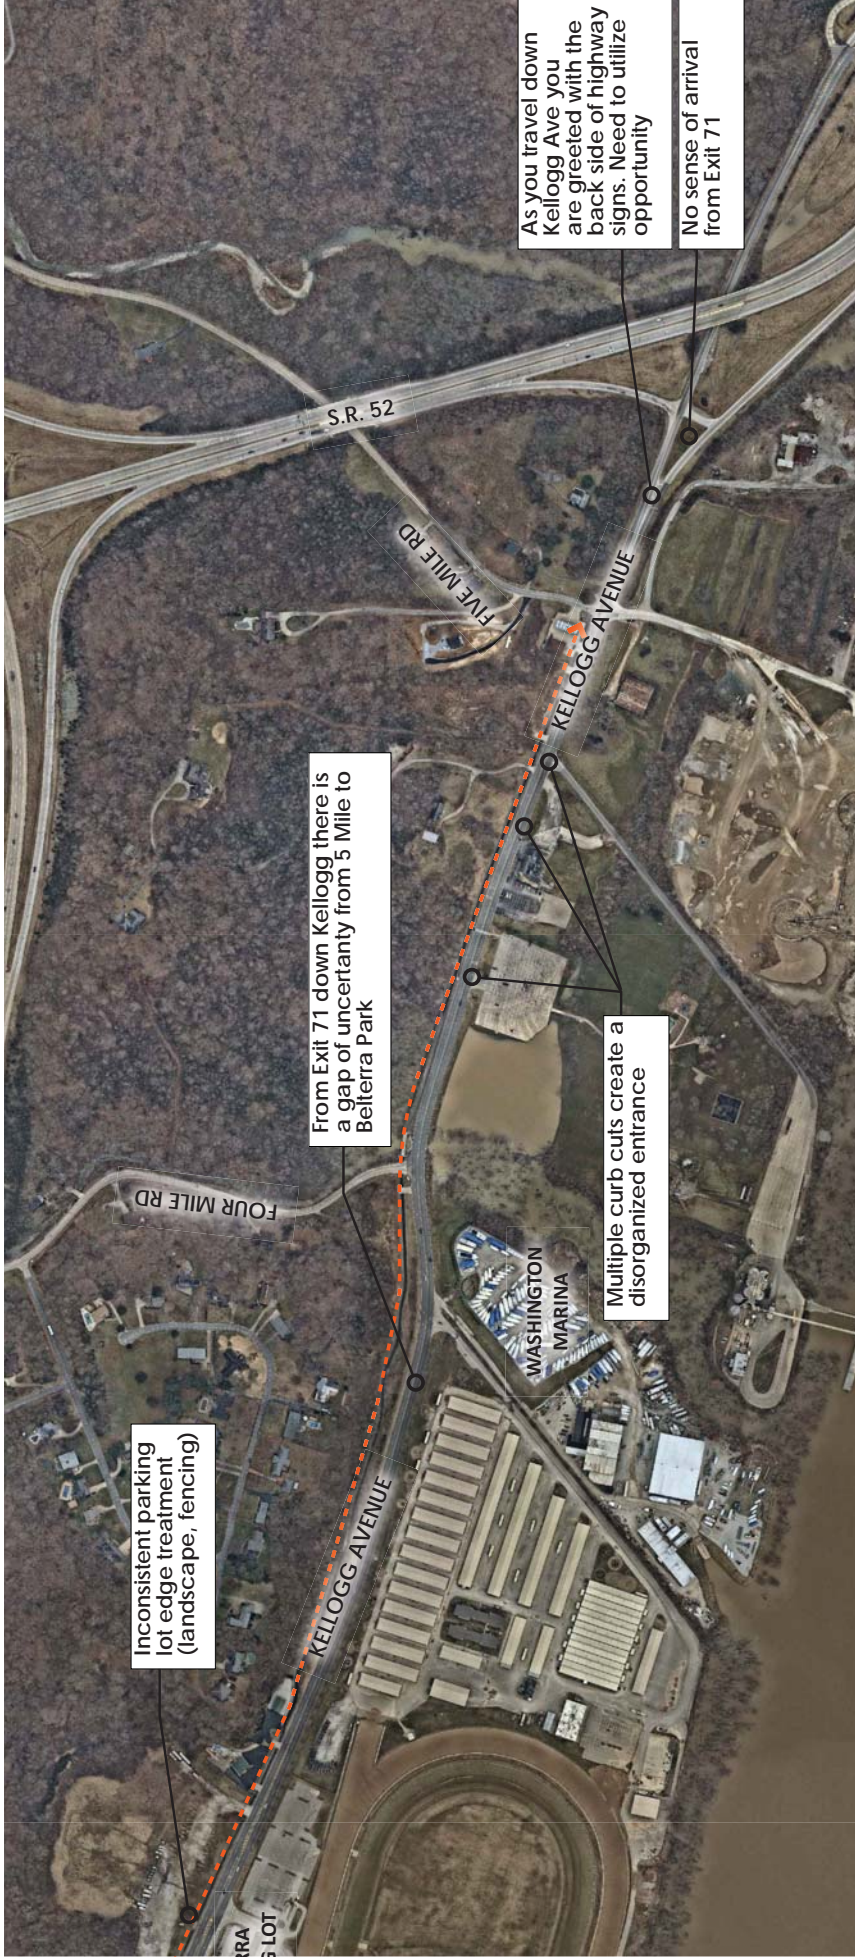 Inconsistent parking
lot edge treatment
(landscape, fencing)
From Exit 71 down Kellogg there is
a gap of uncertanty from 5 Mile to
Belterra Park
As you travel down
Kellogg Ave you
are greeted with the
back side of highway
signs. Need to utilize
opportunity
No sense of arrival
from Exit 71
Multiple curb cuts create a
disorganized entrance
S.R. 52
FIVE MILE RD
FOUR MILE RD
KELLOGG AVENUE
KELLOGG AVENUE
WASHINGTON
MARINA
RRA
G LOT